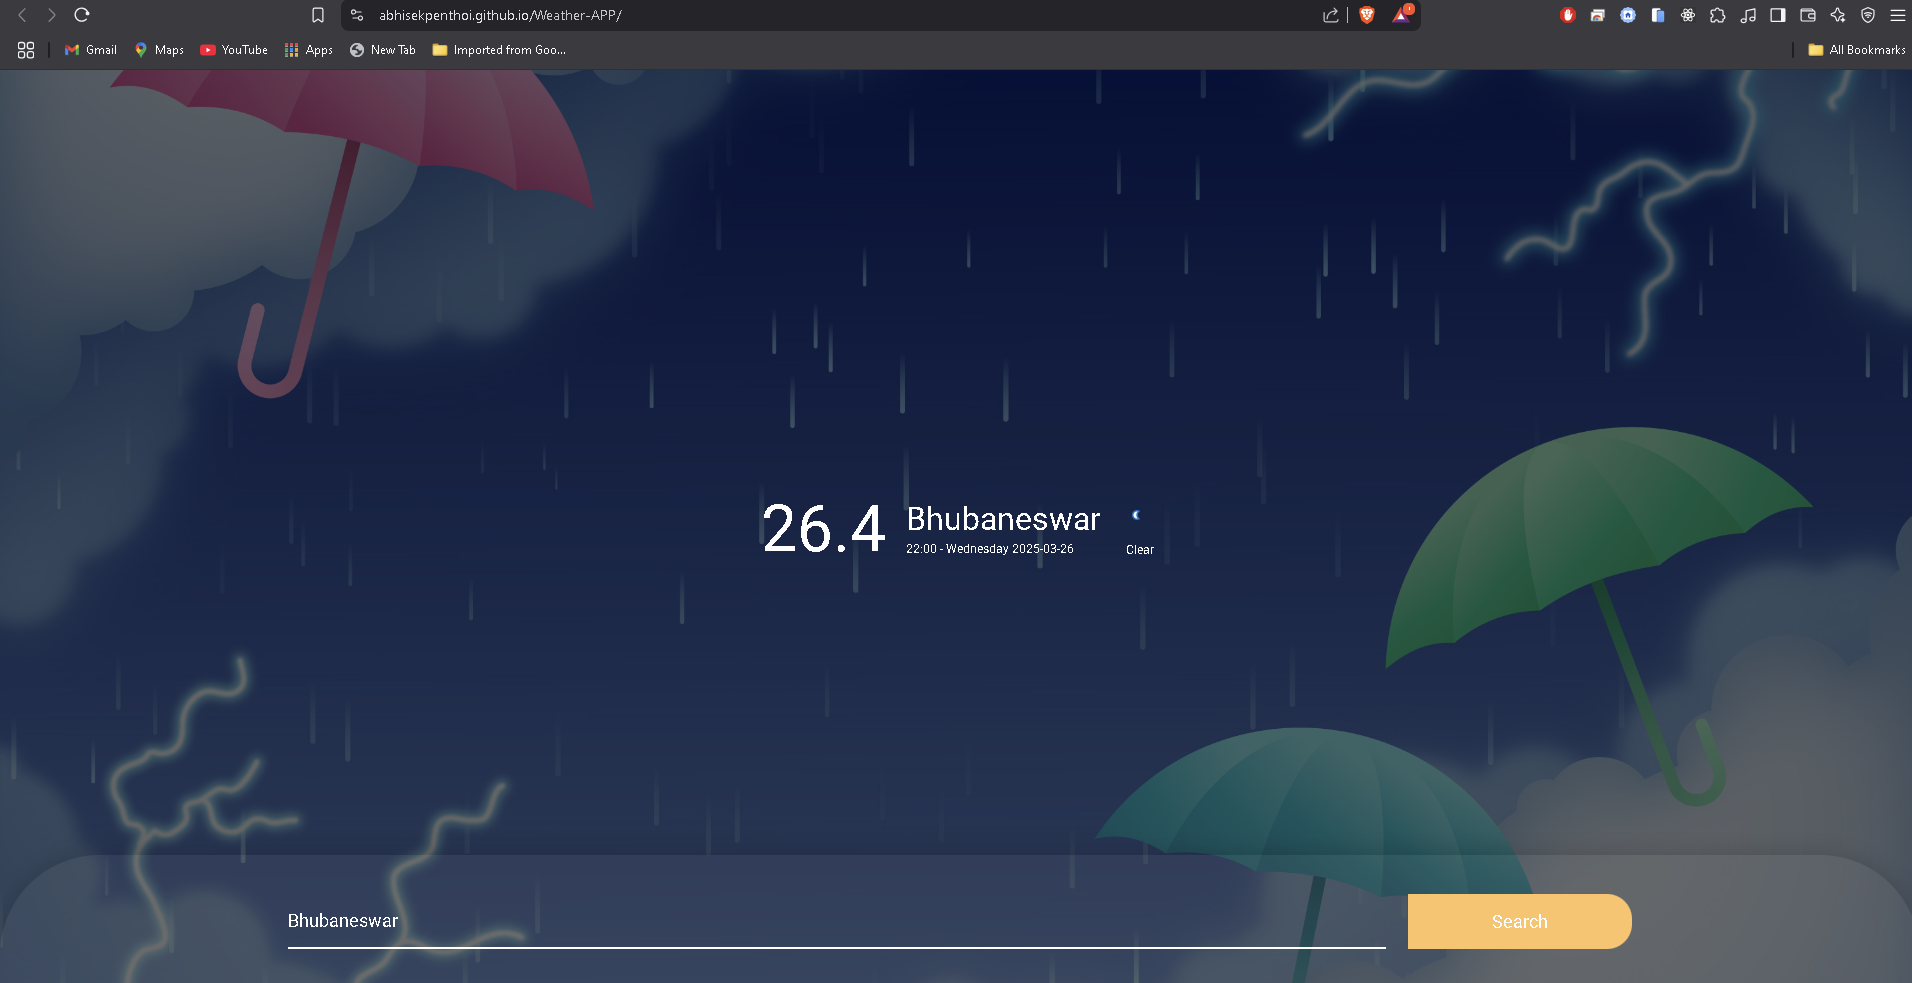 abhisekpenthoi.github.io/Weather-APP/
Gmail
Maps
YouTube
Apps
New Tab
Imported from Goo...
All Bookmarks
26.4
Bhubaneswar
22:00 - Wednesday 2025-03-26
Clear
Bhubaneswar
Search